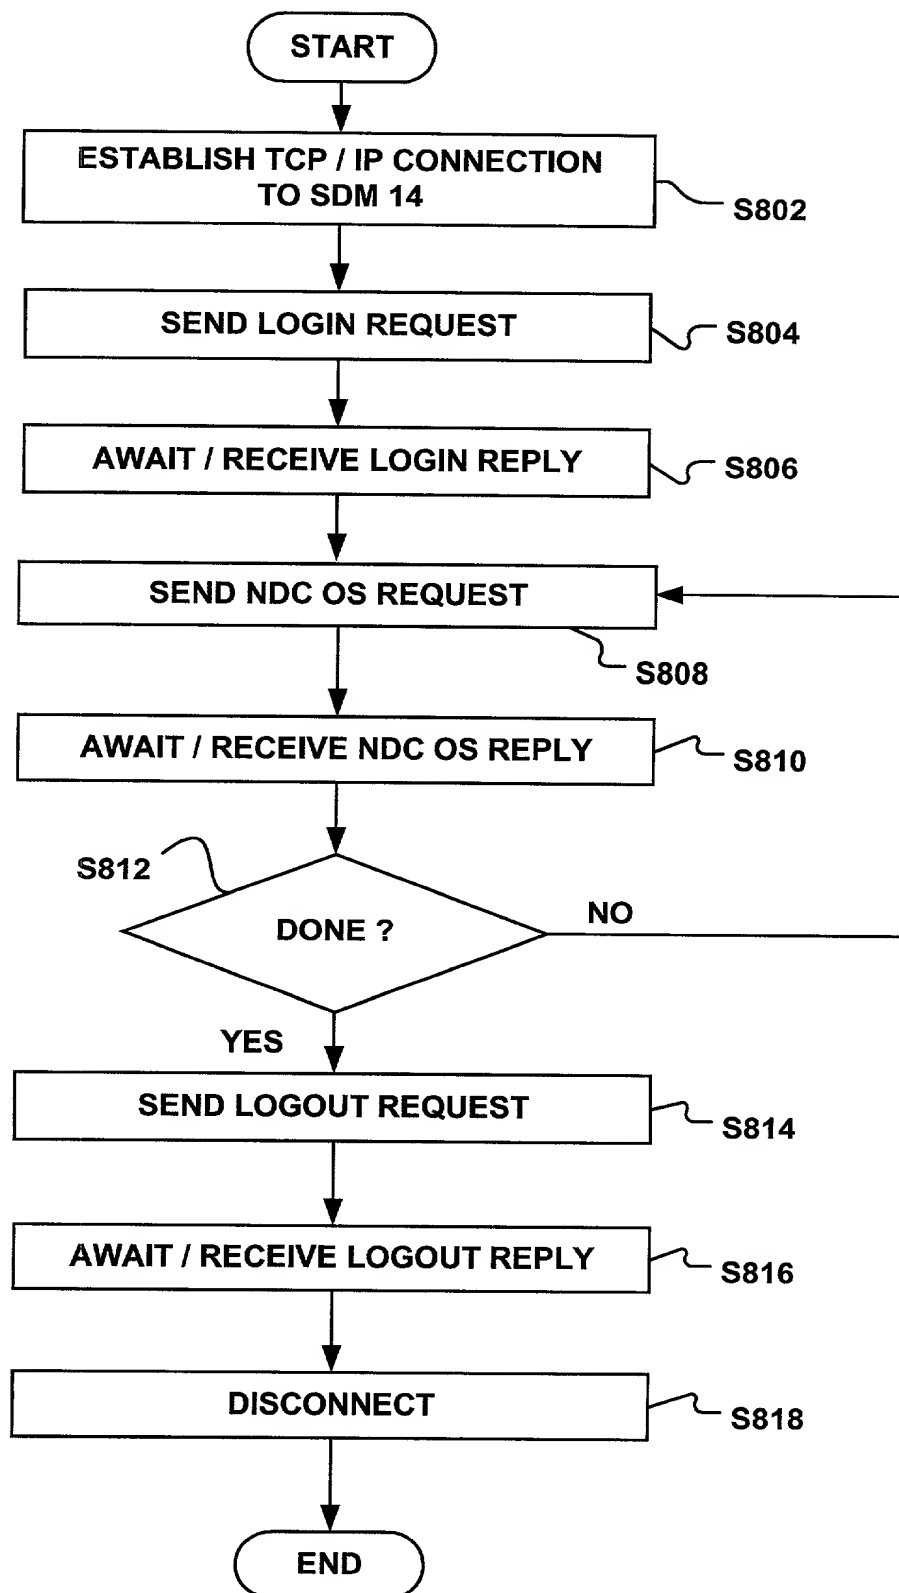 START
ESTABLISH TCP / IP CONNECTION
TO SDM 14
S802
SEND LOGIN REQUEST
S804
AWAIT / RECEIVE LOGIN REPLY
S806
SEND NDC OS REQUEST
S808
AWAIT / RECEIVE NDC OS REPLY
S810
S812
DONE ?
NO
YES
SEND LOGOUT REQUEST
S814
AWAIT / RECEIVE LOGOUT REPLY
S816
DISCONNECT
S818
END